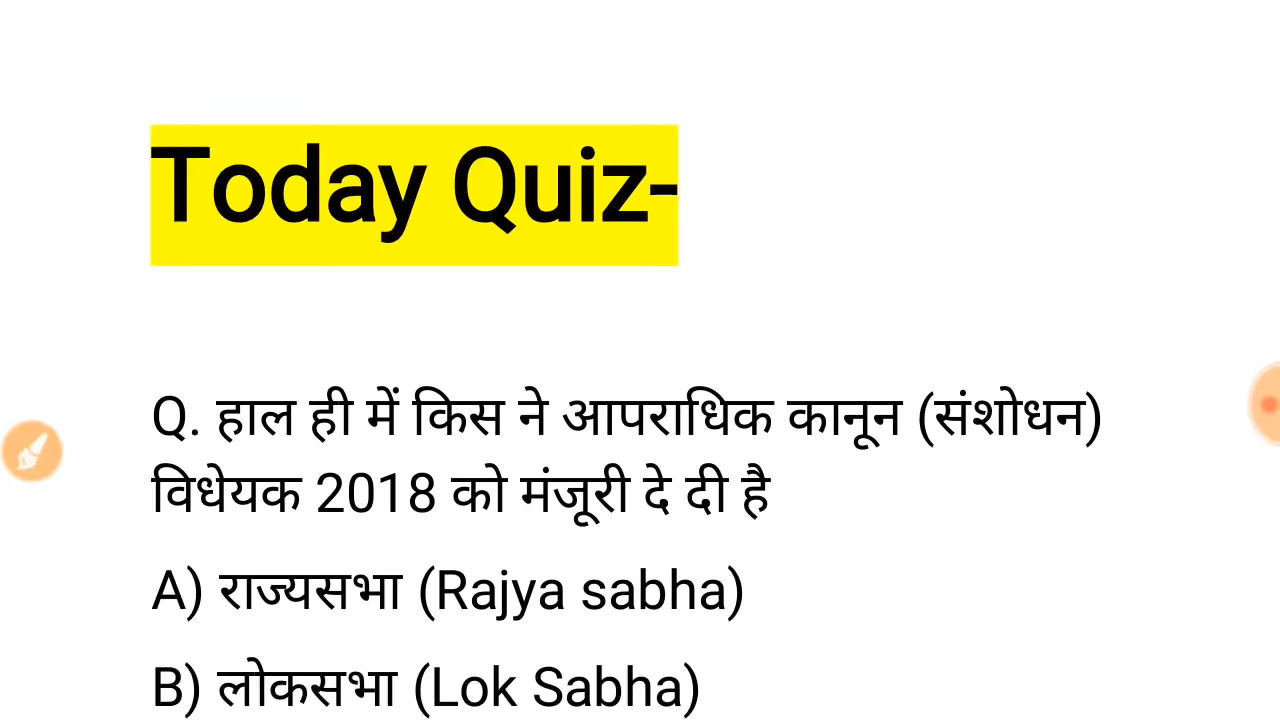 Today Quiz-
Q. हाल ही में किस ने आपराधिक कानून (संशोधन)
विधेयक 2018 को मंजूरी दे दी है
A) राज्यसभा (Rajya sabha)
B) लोकसभा (Lok Sabha)